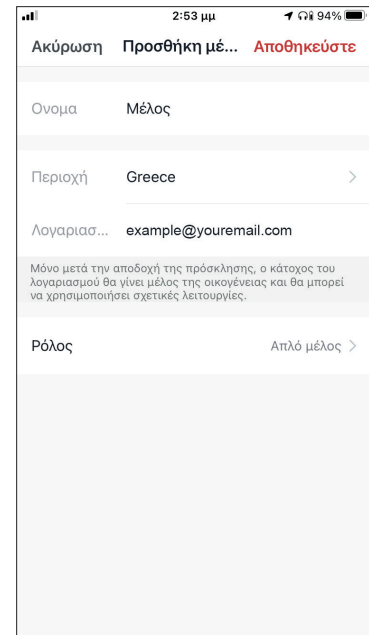 2:53 μμ 94%
Ακύρωση Προσθήκη μέ... Αποθηκεύστε
Ονομα Μέλος
Περιοχή Greece
Λογαριασ... example@youremail.com
Μόνο μετά την αποδοχή της πρόσκλησης, ο κάτοχος του
λογαριασμού θα γίνει μέλος της οικογένειας και θα μπορεί
να χρησιμοποιήσει σχετικές λειτουργίες.
Ρόλος Απλό μέλος